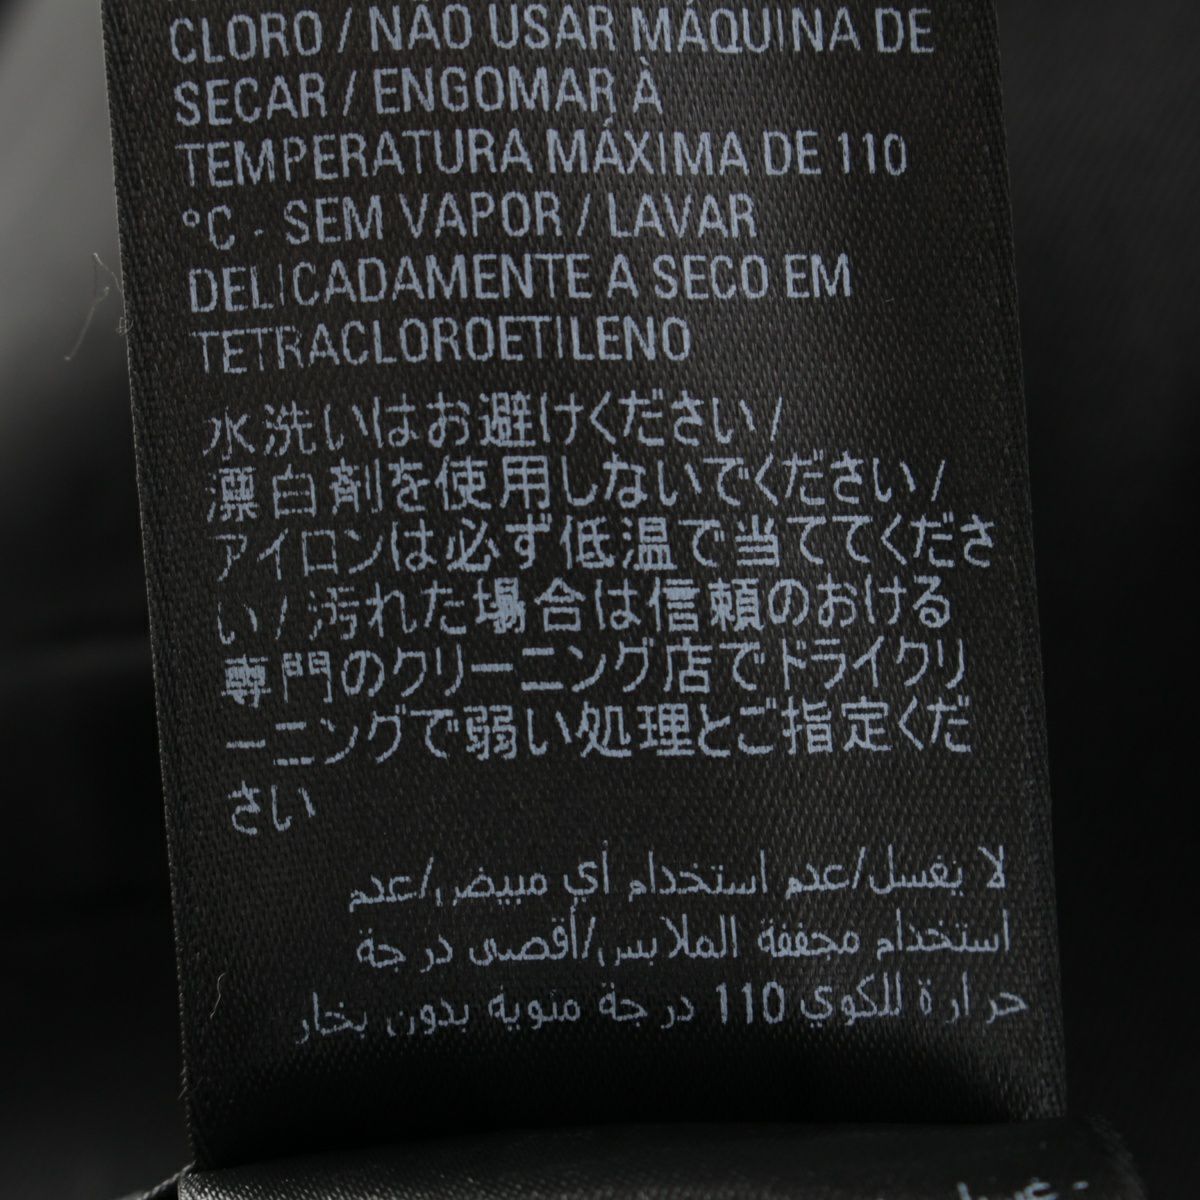 CLORO / NÃO USAR MÁQUINA DE
SECAR / ENGOMAR À
TEMPERATURA MÁXIMA DE 110
°C - SEM VAPOR / LAVAR
DELICADAMENTE A SECO EM
TETRACLOROETILENO
水洗いはお避けください/
漂白剤を使用しないでください/
アイロンは必ず低温で当ててくださ
い/汚れた場合は信頼のおける
専門のクリーニング店でドライクリ
ーニングで弱い処理とご指定くだ
さい
لا يغسل/عدم استخدام أي مبيض/عدم
استخدام مجففة الملابس/أقصى درجة
حرارة للكوي 110 درجة مئوية بدون بخار